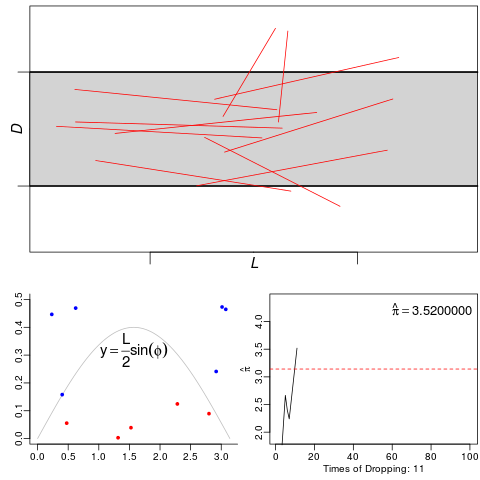 D
L
0.5
0.4
0.3
0.2
0.1
0.0
y = L/2 sin(ϕ)
0.0 0.5 1.0 1.5 2.0 2.5 3.0
π̂ = 3.5200000
4.0
3.5
3.0
2.5
2.0
π̂
0 20 40 60 80 100
Times of Dropping: 11